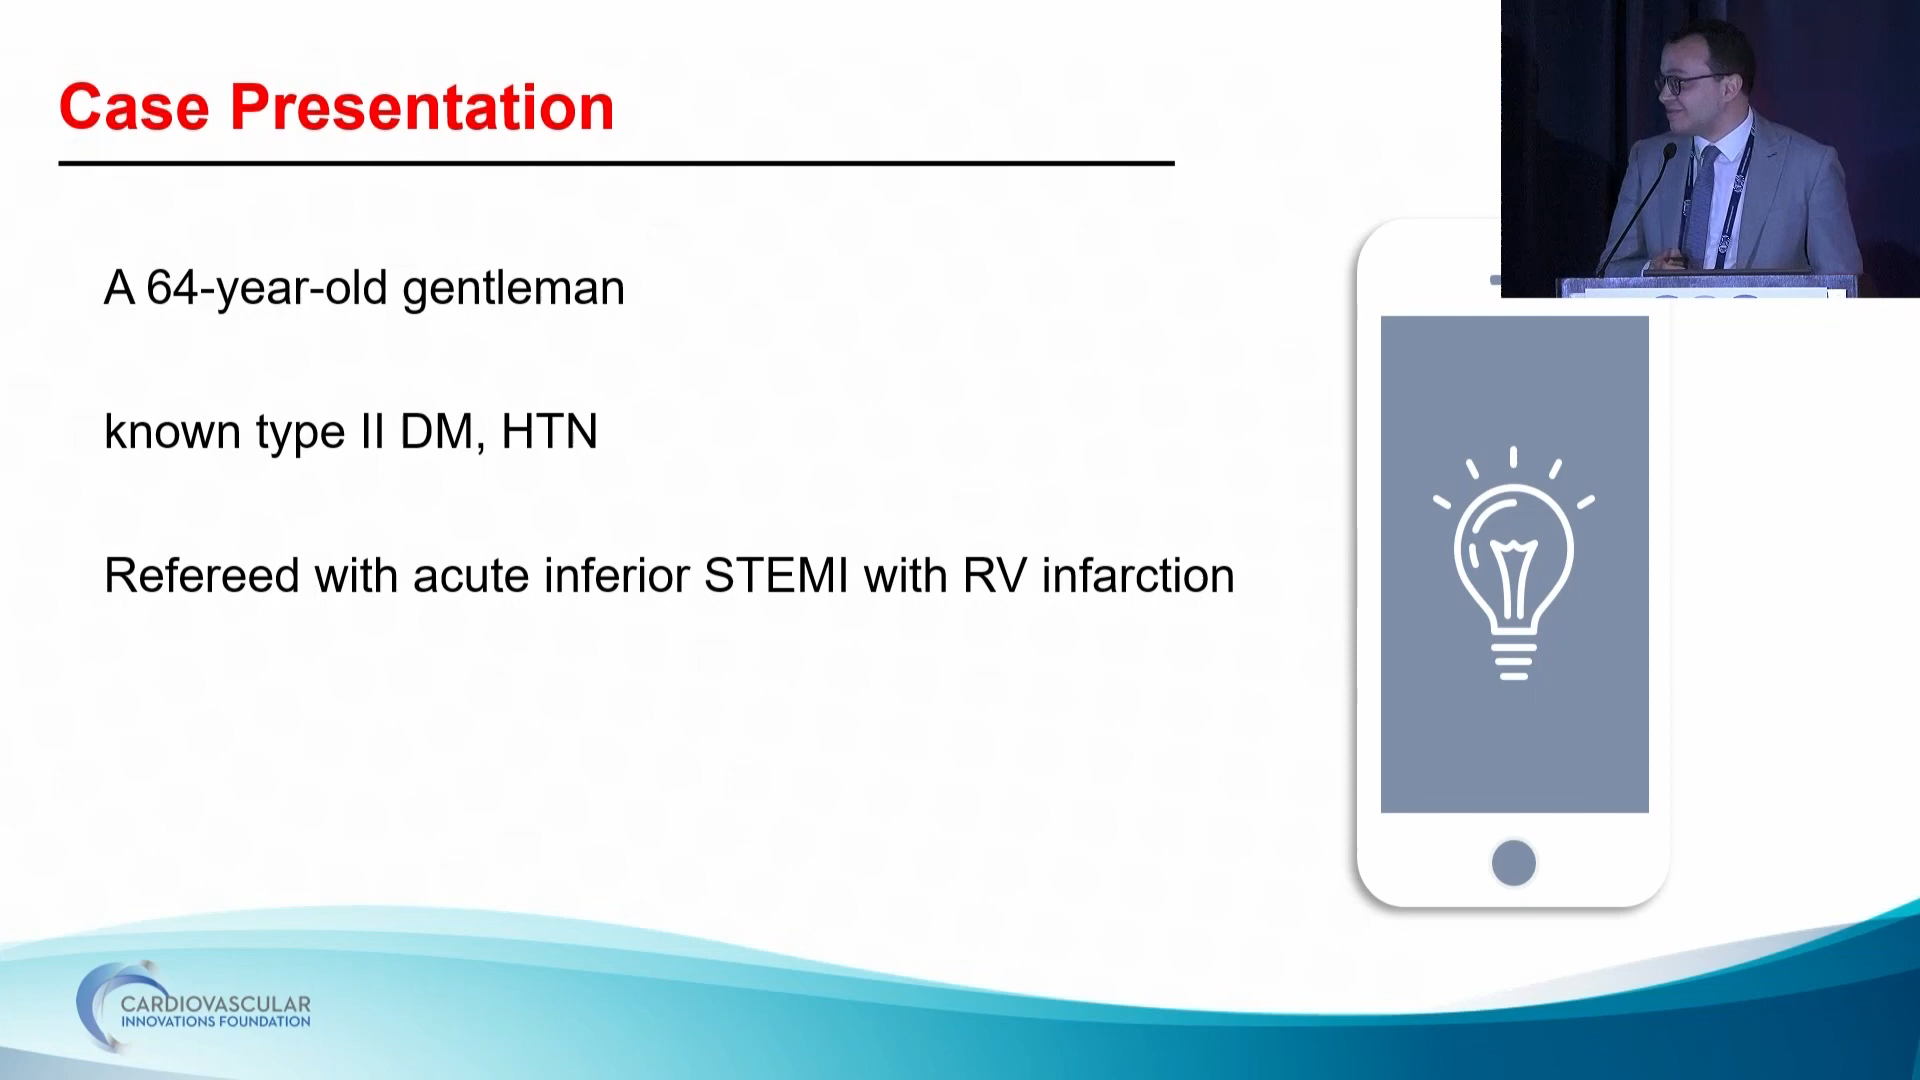 Case Presentation
A 64-year-old gentleman
known type II DM, HTN
Refereed with acute inferior STEMI with RV infarction
CARDIOVASCULAR
INNOVATIONS FOUNDATION